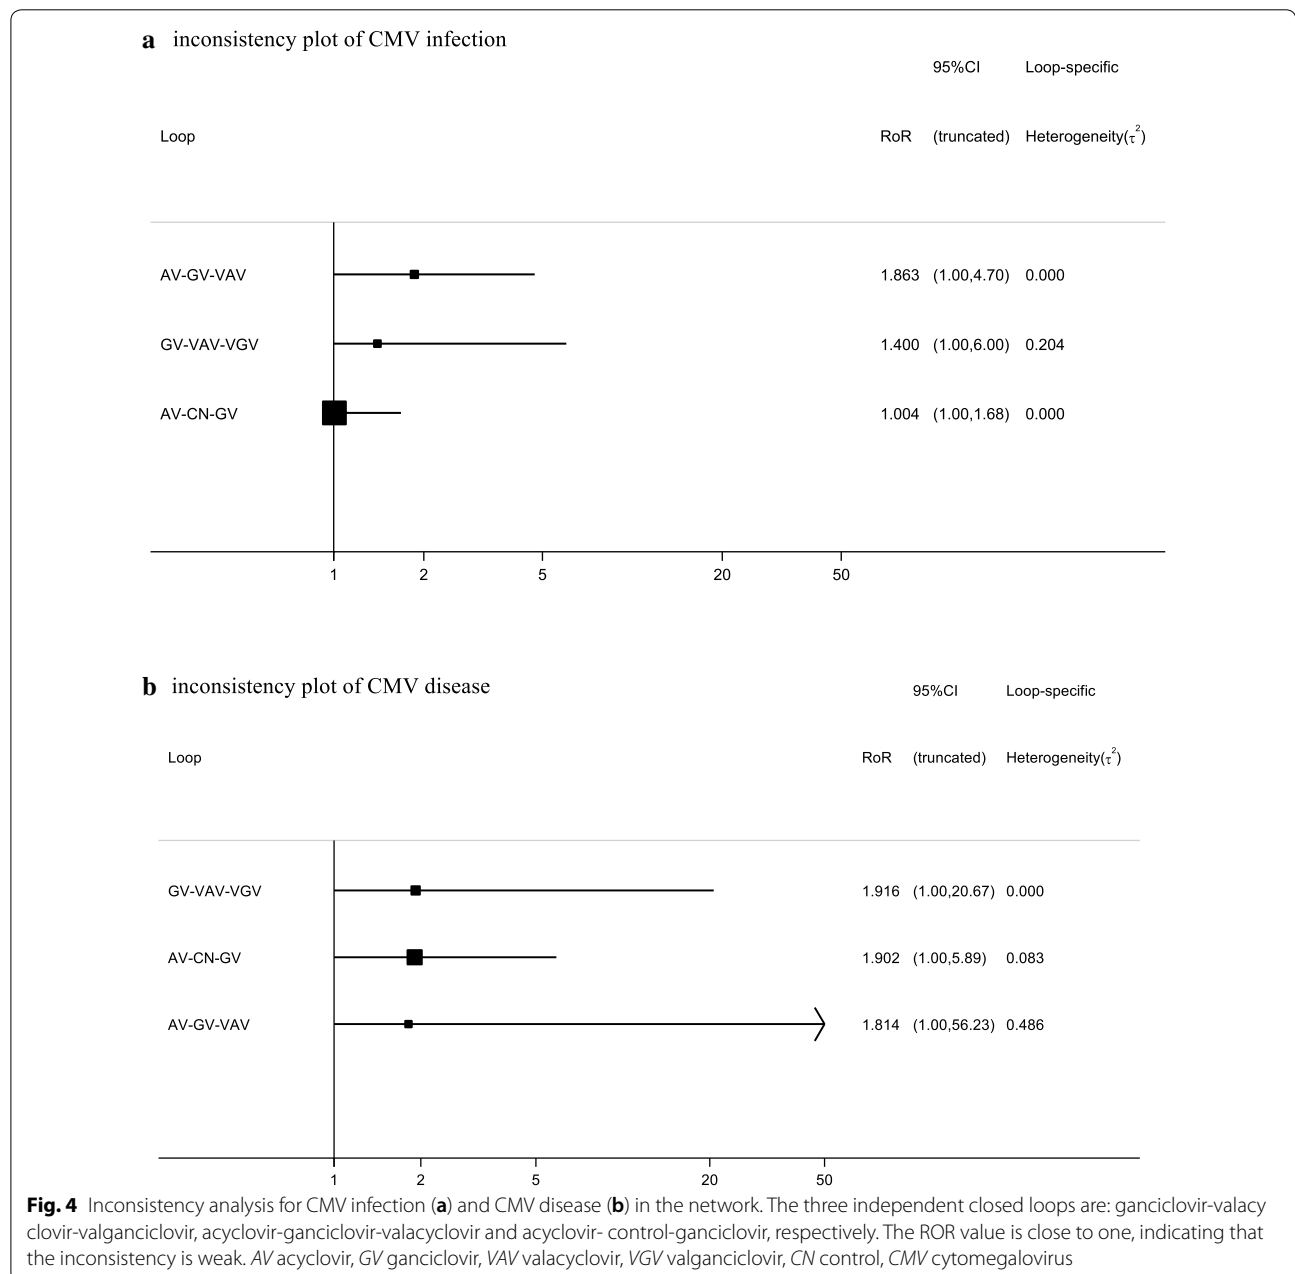 a inconsistency plot of CMV infection
95%CI Loop-specific
Loop RoR (truncated) Heterogeneity(τ²)
AV-GV-VAV 1.863 (1.00,4.70) 0.000
GV-VAV-VGV 1.400 (1.00,6.00) 0.204
AV-CN-GV 1.004 (1.00,1.68) 0.000
1 2 5 20 50
b inconsistency plot of CMV disease
95%CI Loop-specific
Loop RoR (truncated) Heterogeneity(τ²)
GV-VAV-VGV 1.916 (1.00,20.67) 0.000
AV-CN-GV 1.902 (1.00,5.89) 0.083
AV-GV-VAV 1.814 (1.00,56.23) 0.486
1 2 5 20 50
Fig. 4 Inconsistency analysis for CMV infection (a) and CMV disease (b) in the network. The three independent closed loops are: ganciclovir-valacy
clovir-valganciclovir, acyclovir-ganciclovir-valacyclovir and acyclovir- control-ganciclovir, respectively. The ROR value is close to one, indicating that
the inconsistency is weak. AV acyclovir, GV ganciclovir, VAV valacyclovir, VGV valganciclovir, CN control, CMV cytomegalovirus